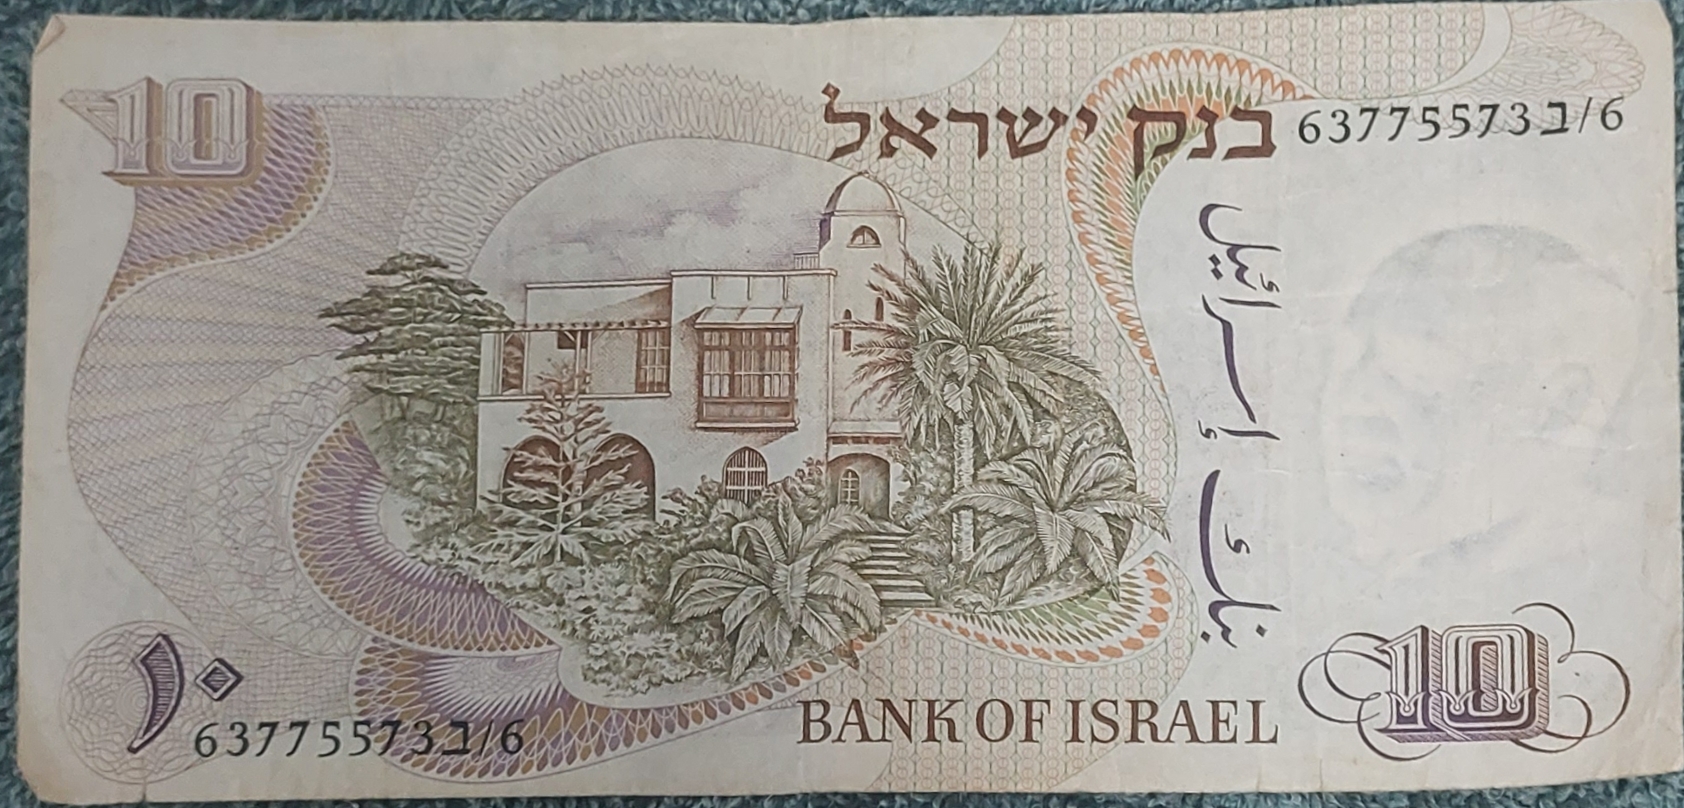 10
בנק ישראל
63775573ב/6
بنك إسرائيل
١٠
63775573ב/6
BANK OF ISRAEL
10